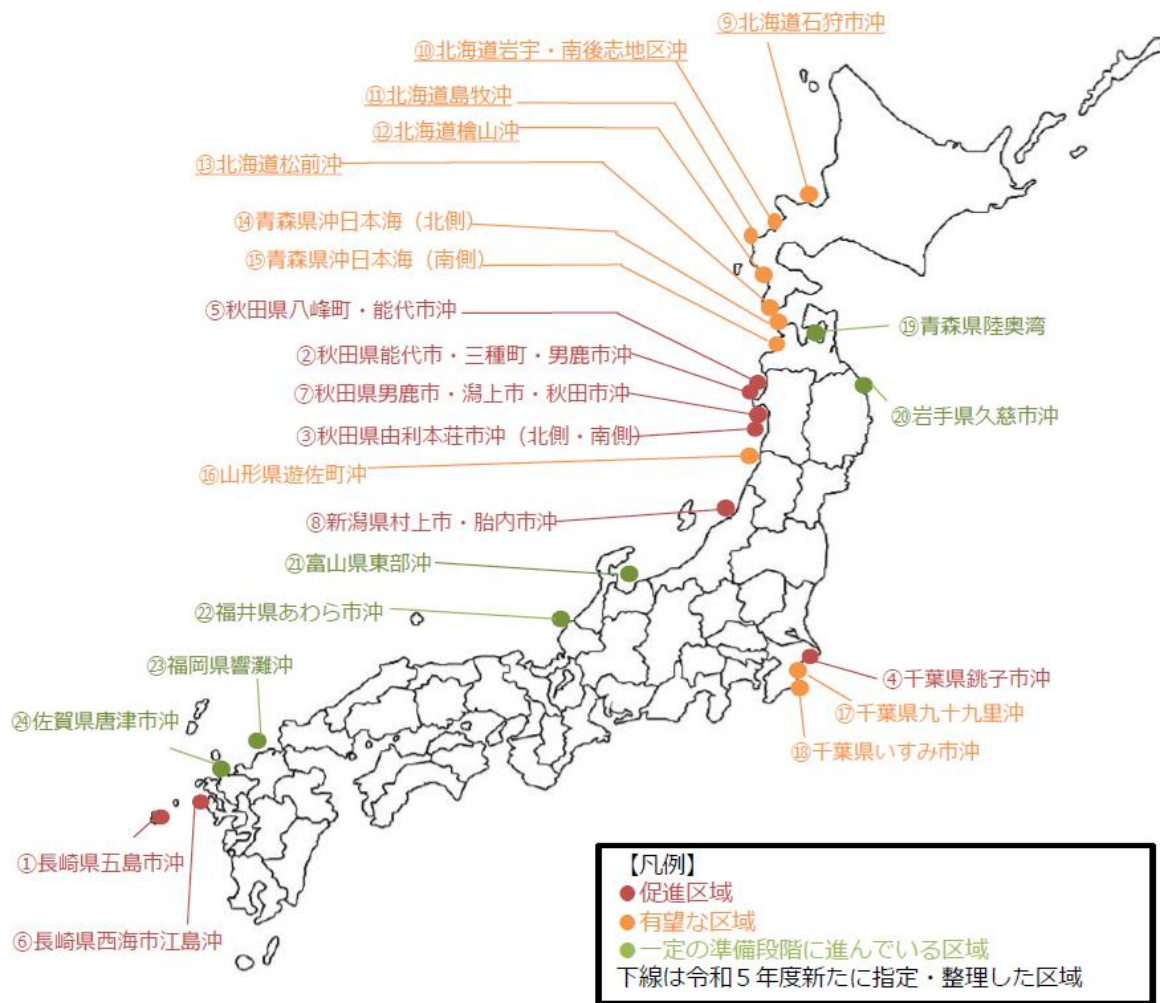 ⑨北海道石狩市沖
⑩北海道岩宇・南後志地区沖
⑪北海道島牧沖
⑫北海道檜山沖
⑬北海道松前沖
⑭青森県沖日本海（北側）
⑮青森県沖日本海（南側）
⑤秋田県八峰町・能代市沖
⑲青森県陸奥湾
②秋田県能代市・三種町・男鹿市沖
⑦秋田県男鹿市・潟上市・秋田市沖
⑳岩手県久慈市沖
③秋田県由利本荘市沖（北側・南側）
⑯山形県遊佐町沖
⑧新潟県村上市・胎内市沖
㉑富山県東部沖
㉒福井県あわら市沖
㉓福岡県響灘沖
④千葉県銚子市沖
㉔佐賀県唐津市沖
⑰千葉県九十九里沖
⑱千葉県いすみ市沖
①長崎県五島市沖
⑥長崎県西海市江島沖
【凡例】
●促進区域
●有望な区域
●一定の準備段階に進んでいる区域
下線は令和５年度新たに指定・整理した区域